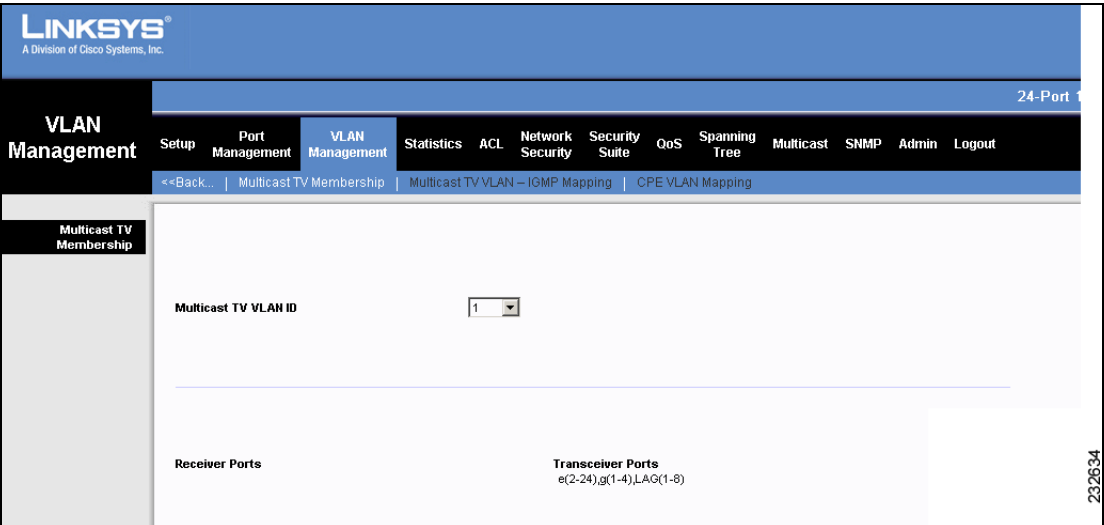 LINKSYS®
A Division of Cisco Systems, Inc.
24-Port
VLAN Management
Setup Port Management VLAN Management Statistics ACL Network Security Security Suite QoS Spanning Tree Multicast SNMP Admin Logout
<<Back... | Multicast TV Membership | Multicast TV VLAN – IGMP Mapping | CPE VLAN Mapping
Multicast TV Membership
Multicast TV VLAN ID 1
Receiver Ports Transceiver Ports
e(2-24),g(1-4),LAG(1-8)
232634